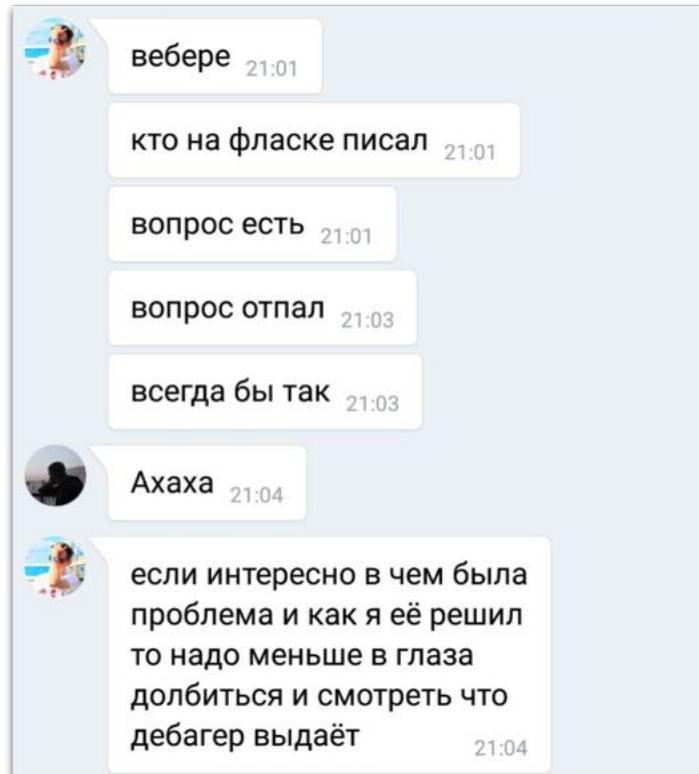 вебере 21:01
кто на фласке писал 21:01
вопрос есть 21:01
вопрос отпал 21:03
всегда бы так 21:03
Ахаха 21:04
если интересно в чем была
проблема и как я её решил
то надо меньше в глаза
долбиться и смотреть что
дебагер выдаёт 21:04